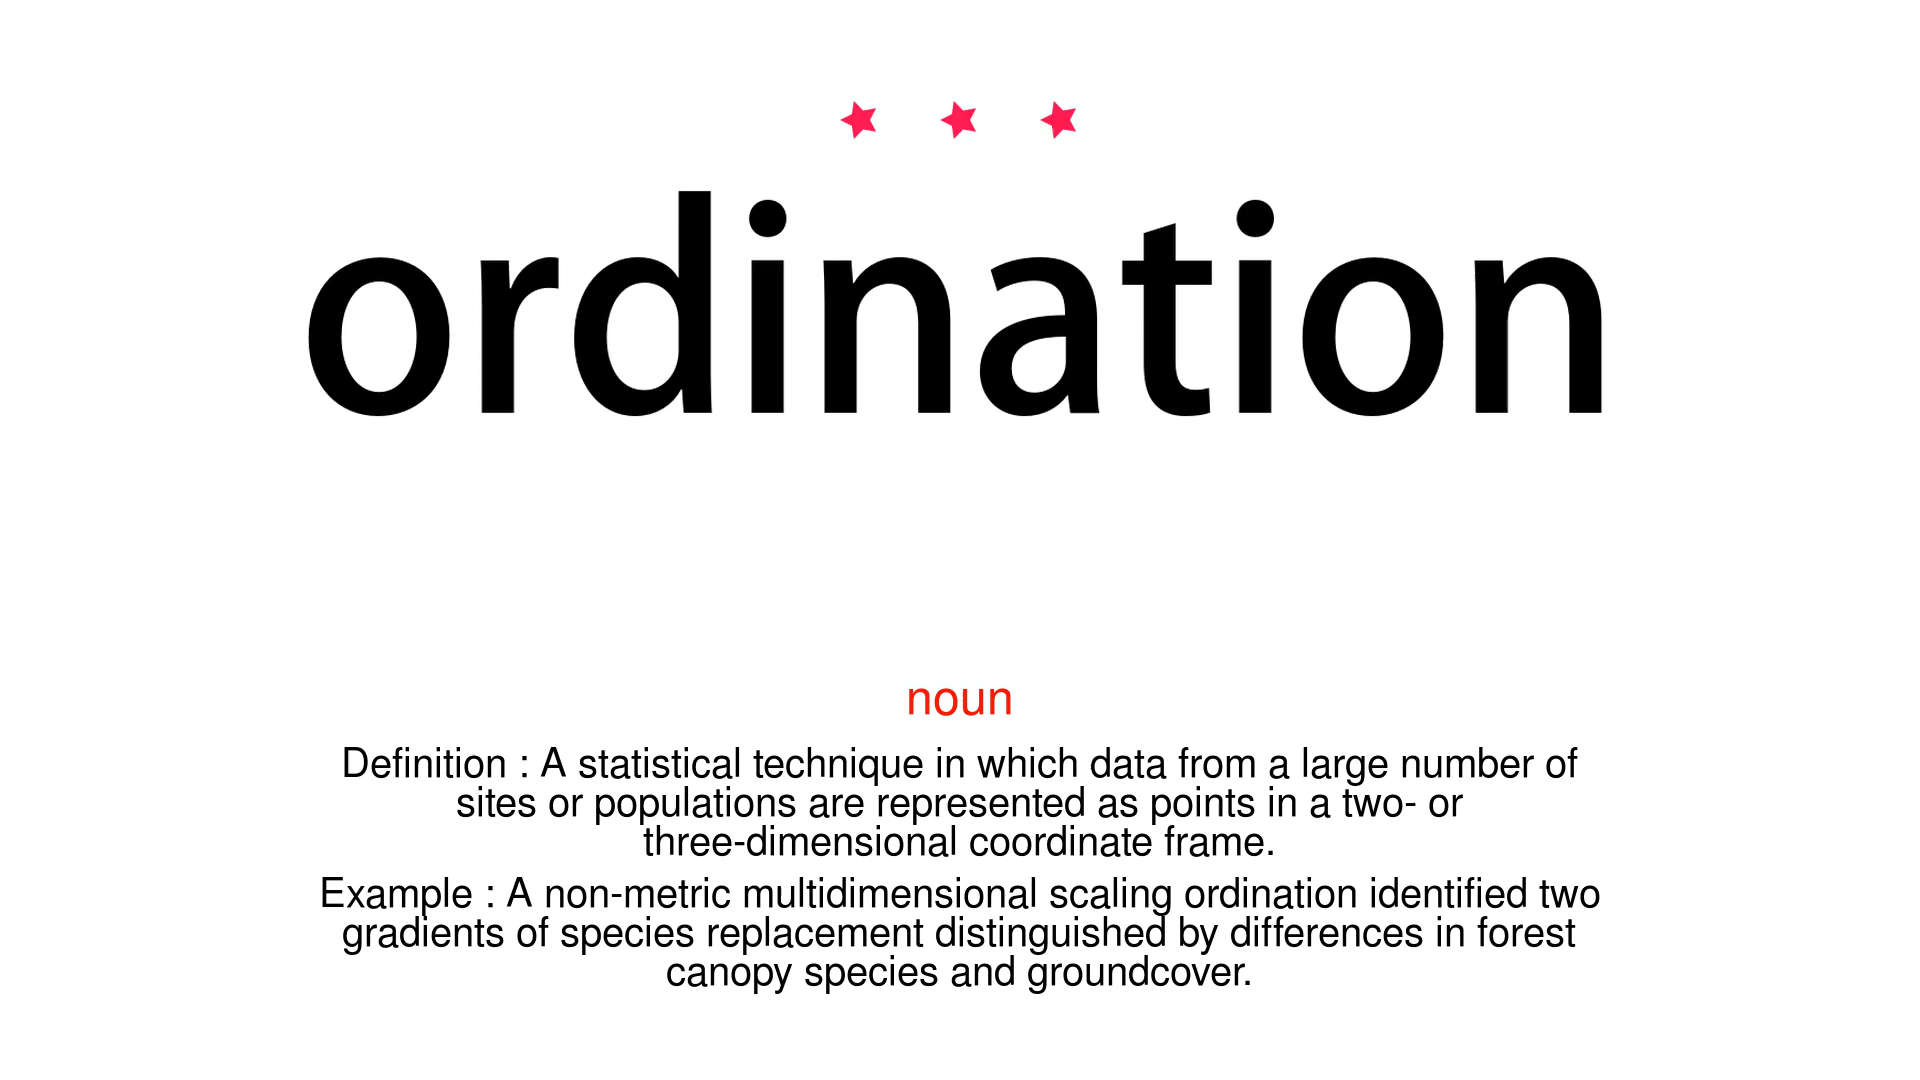 ordination
noun
Definition : A statistical technique in which data from a large number of
sites or populations are represented as points in a two- or
three-dimensional coordinate frame.
Example : A non-metric multidimensional scaling ordination identified two
gradients of species replacement distinguished by differences in forest
canopy species and groundcover.